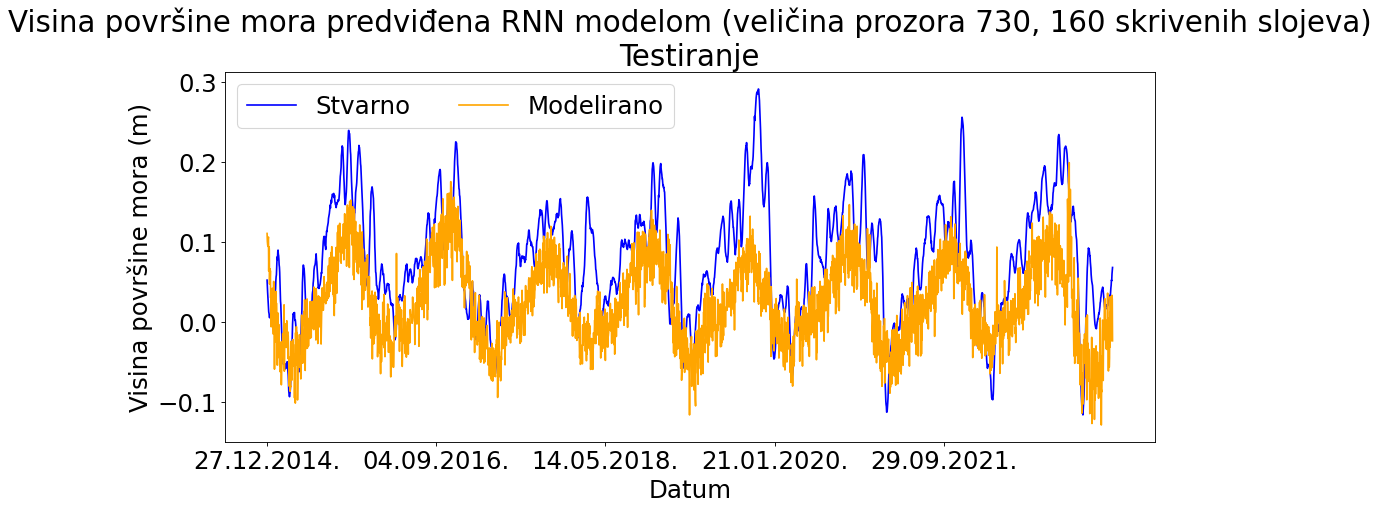 Visina površine mora predviđena RNN modelom (veličina prozora 730, 160 skrivenih slojeva)
Testiranje
Stvarno
Modelirano
Visina površine mora (m)
0.3
0.2
0.1
0.0
−0.1
27.12.2014.
04.09.2016.
14.05.2018.
21.01.2020.
29.09.2021.
Datum